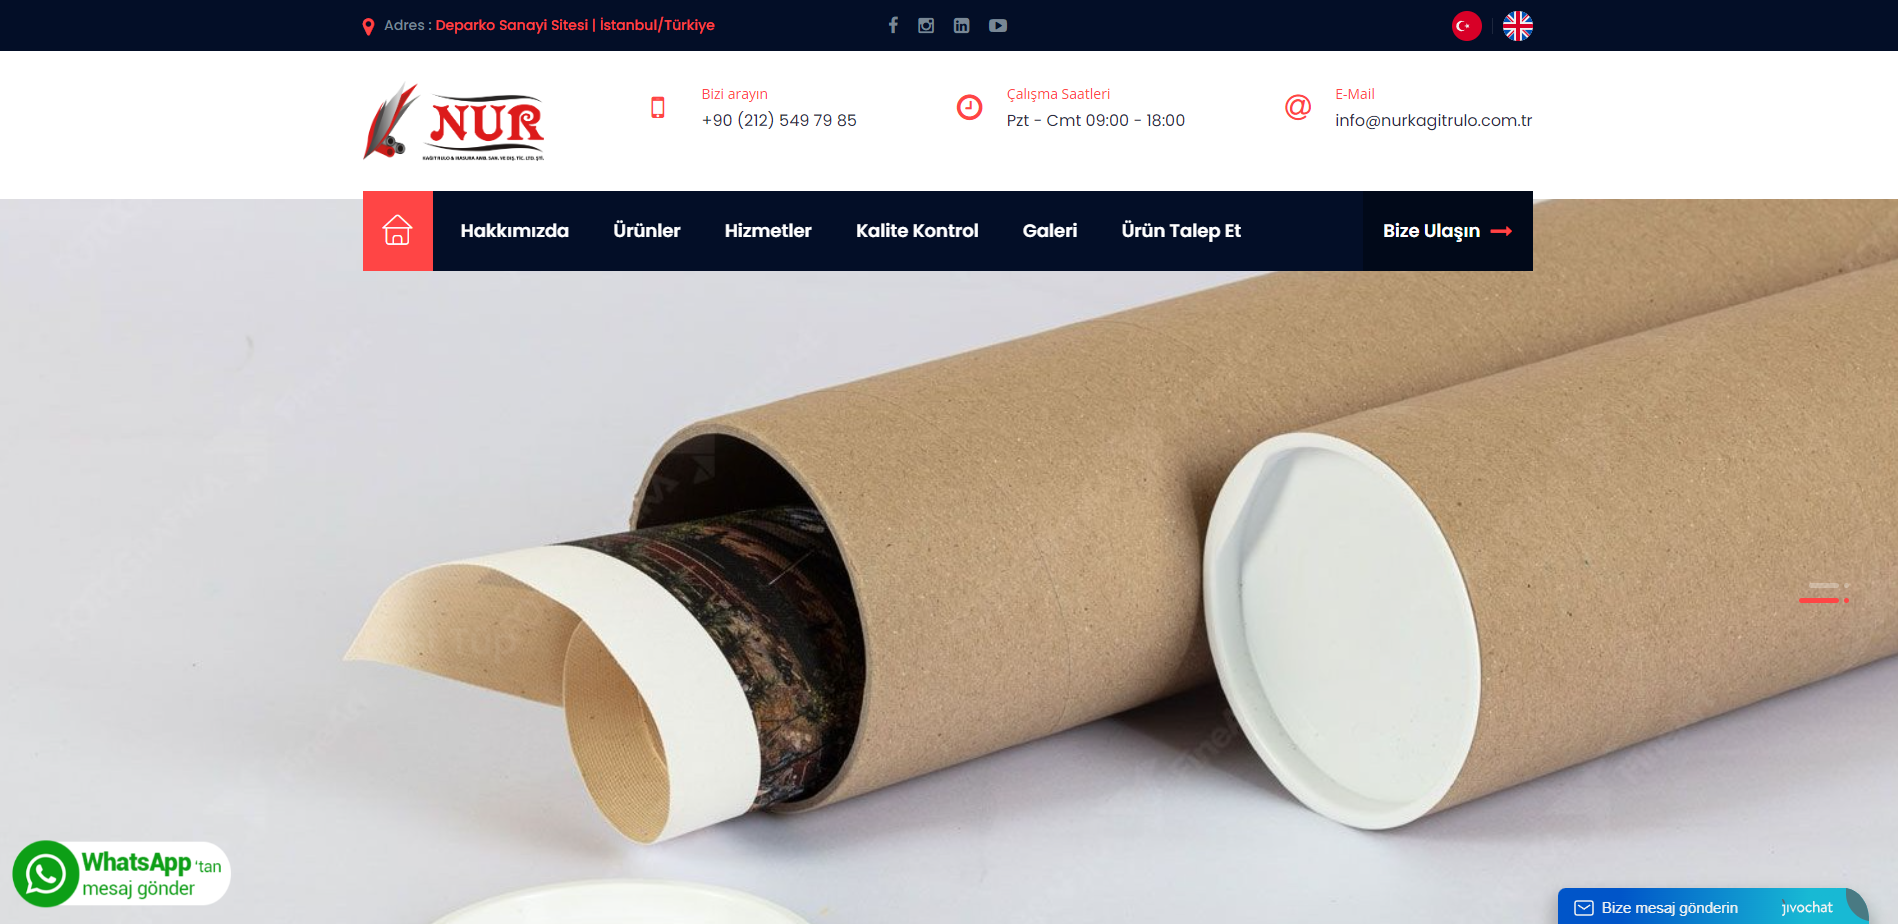 Adres : Deparko Sanayi Sitesi | İstanbul/Türkiye
NUR
KAĞIT RULO & MASURA AMB. SAN. VE DIŞ. TİC. LTD. ŞTİ.
Bizi arayın
+90 (212) 549 79 85
Çalışma Saatleri
Pzt - Cmt 09:00 - 18:00
E-Mail
info@nurkagitrulo.com.tr
Hakkımızda
Ürünler
Hizmetler
Kalite Kontrol
Galeri
Ürün Talep Et
Bize Ulaşın
WhatsApp 'tan
mesaj gönder
Bize mesaj gönderin
jivochat